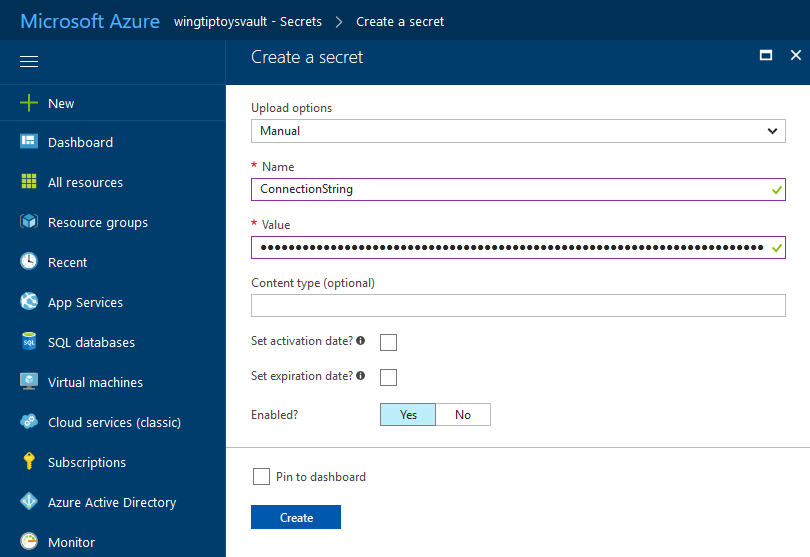 Microsoft Azure wingtiptoysvault - Secrets > Create a secret
Create a secret
New
Dashboard
All resources
Resource groups
Recent
App Services
SQL databases
Virtual machines
Cloud services (classic)
Subscriptions
Azure Active Directory
Monitor
Upload options
Manual
* Name
ConnectionString
* Value
••••••••••••••••••••••••••••••••••••••••••••••••••••••••••••••••••••••••
Content type (optional)
Set activation date?
Set expiration date?
Enabled?
Yes No
Pin to dashboard
Create